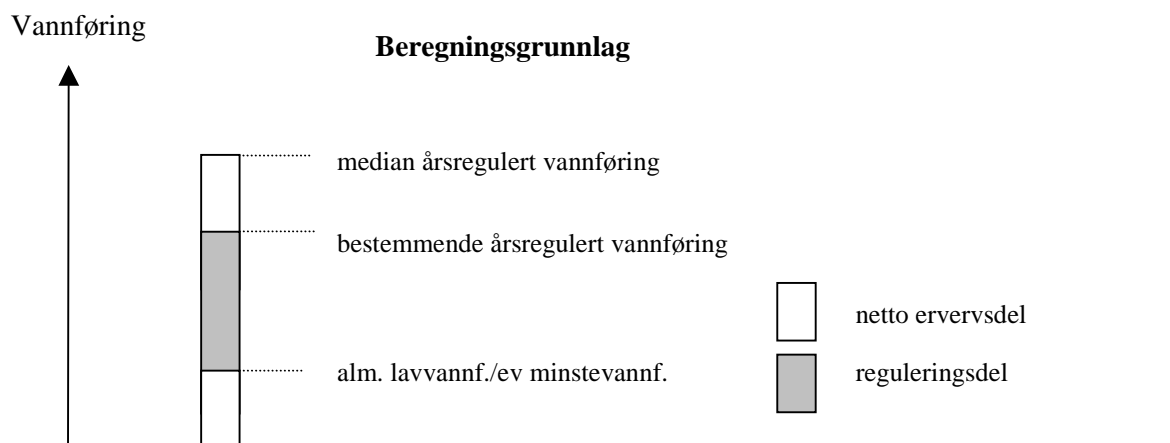 Vannføring
Beregningsgrunnlag
median årsregulert vannføring
bestemmende årsregulert vannføring
netto ervervsdel
alm. lavvannf./ev minstevannf.
reguleringsdel